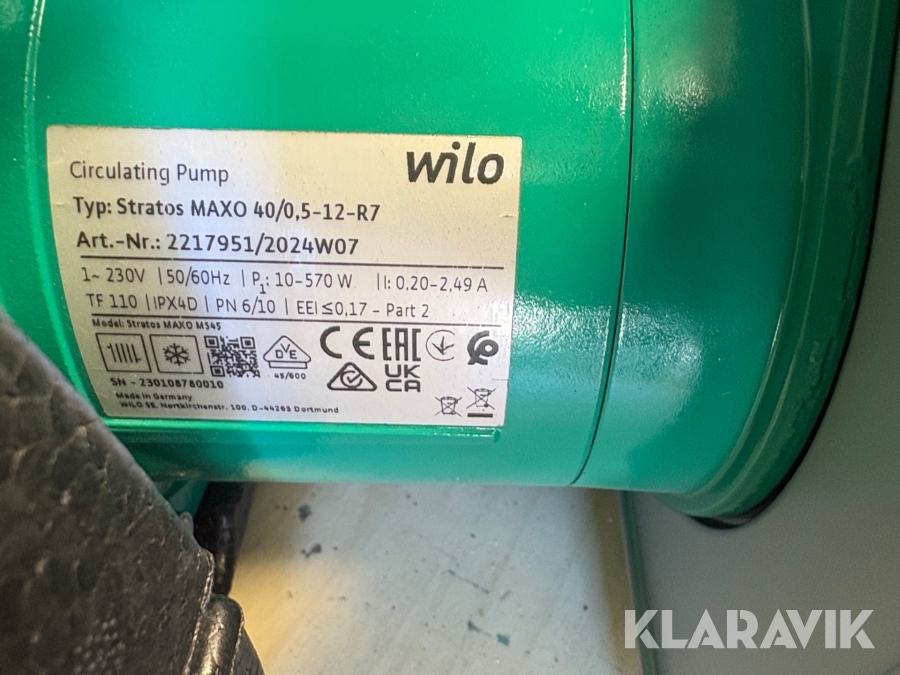 wilo
Circulating Pump
Typ: Stratos MAXO 40/0,5-12-R7
Art.-Nr.: 2217951/2024W07
1~ 230V | 50/60Hz | P1: 10-570 W | I: 0,20-2,49 A
TF 110 | IPX4D | PN 6/10 | EEI ≤0,17 - Part 2
Model: Stratos MAXO M545
DVE
45/600
CE EAC
UK
CA
SN - 230108780010
Made in Germany
WILO SE, Nortkirchenstr. 100, D-44263 Dortmund
KLARAVIK